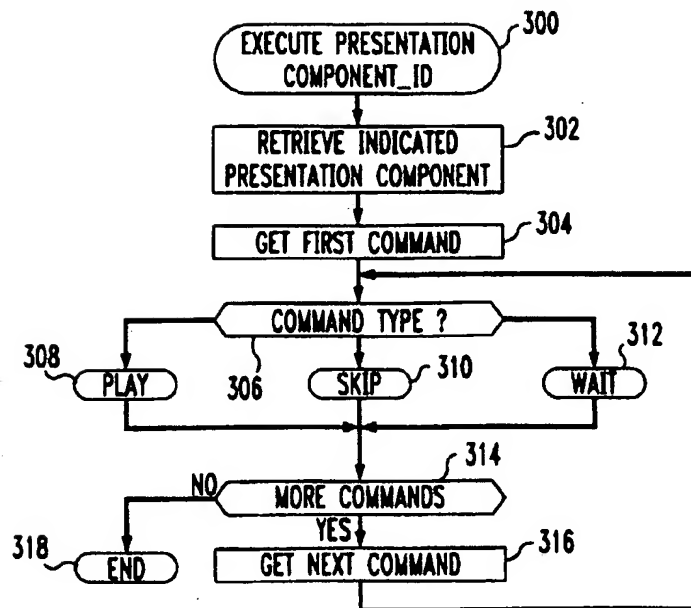 EXECUTE PRESENTATION
COMPONENT_ID
300
RETRIEVE INDICATED
PRESENTATION COMPONENT
302
GET FIRST COMMAND
304
COMMAND TYPE ?
306
308
PLAY
SKIP
310
312
WAIT
314
NO
MORE COMMANDS
YES
318
END
GET NEXT COMMAND
316